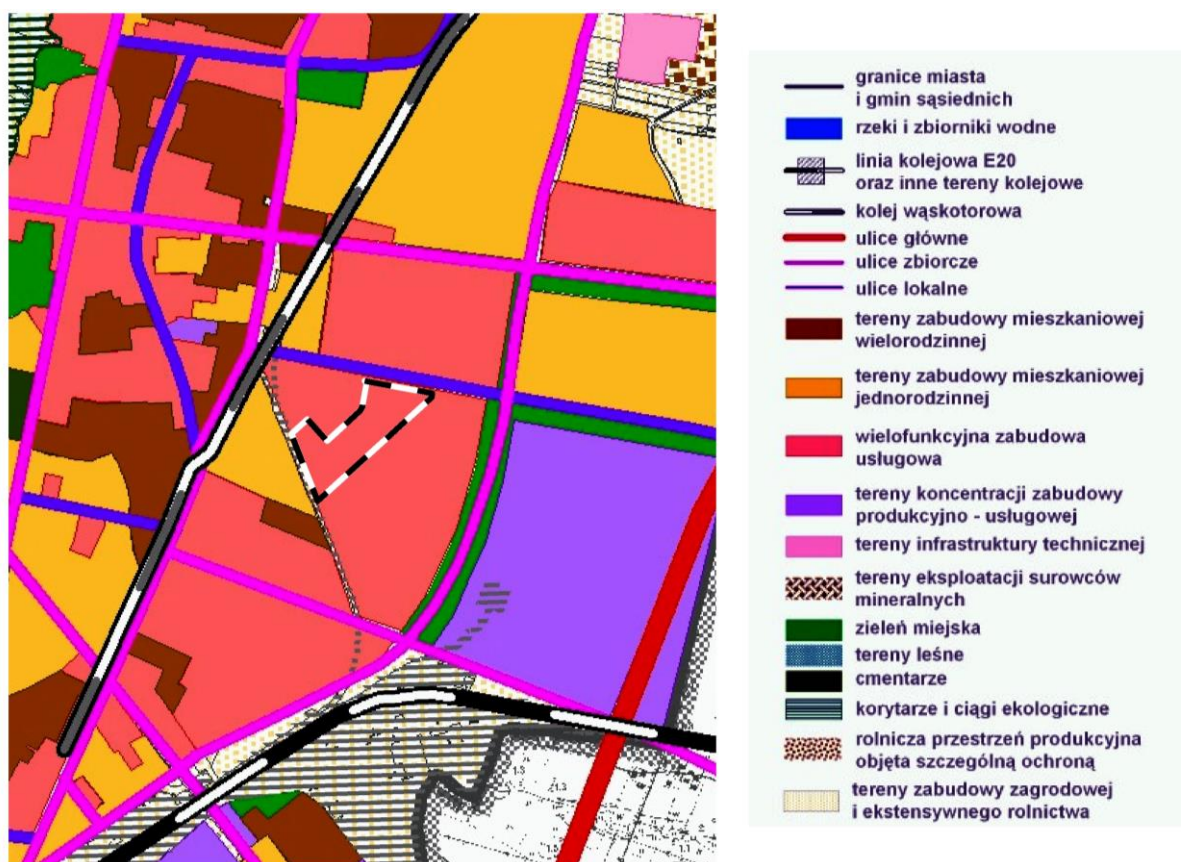 granice miasta
i gmin sąsiednich
rzeki i zbiorniki wodne
linia kolejowa E20
oraz inne tereny kolejowe
kolej wąskotorowa
ulice główne
ulice zbiorcze
ulice lokalne
tereny zabudowy mieszkaniowej
wielorodzinnej
tereny zabudowy mieszkaniowej
jednorodzinnej
wielofunkcyjna zabudowa
usługowa
tereny koncentracji zabudowy
produkcyjno - usługowej
tereny infrastruktury technicznej
tereny eksploatacji surowców
mineralnych
zieleń miejska
tereny leśne
cmentarze
korytarze i ciągi ekologiczne
rolnicza przestrzeń produkcyjna
objęta szczególną ochroną
tereny zabudowy zagrodowej
i ekstensywnego rolnictwa